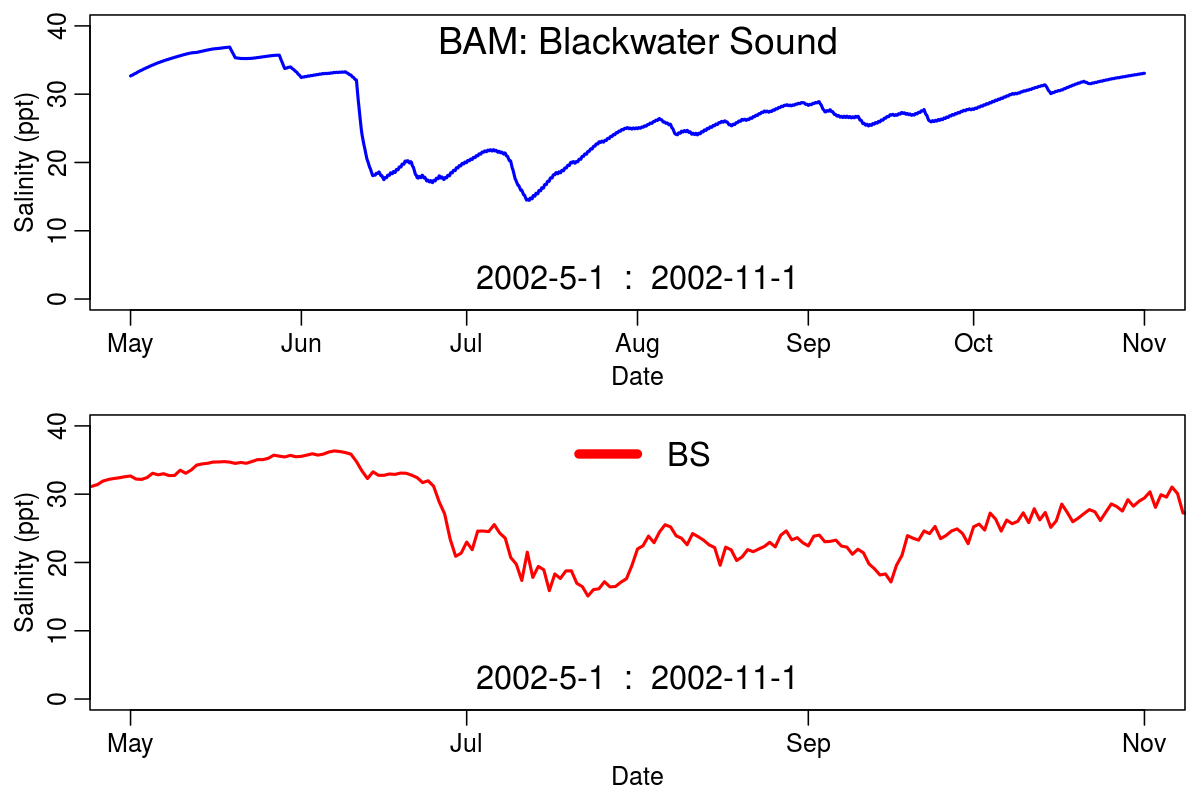 BAM: Blackwater Sound
Salinity (ppt)
40
30
20
10
0
2002-5-1 : 2002-11-1
May Jun Jul Aug Sep Oct Nov
Date
BS
Salinity (ppt)
40
30
20
10
0
2002-5-1 : 2002-11-1
May Jul Sep Nov
Date